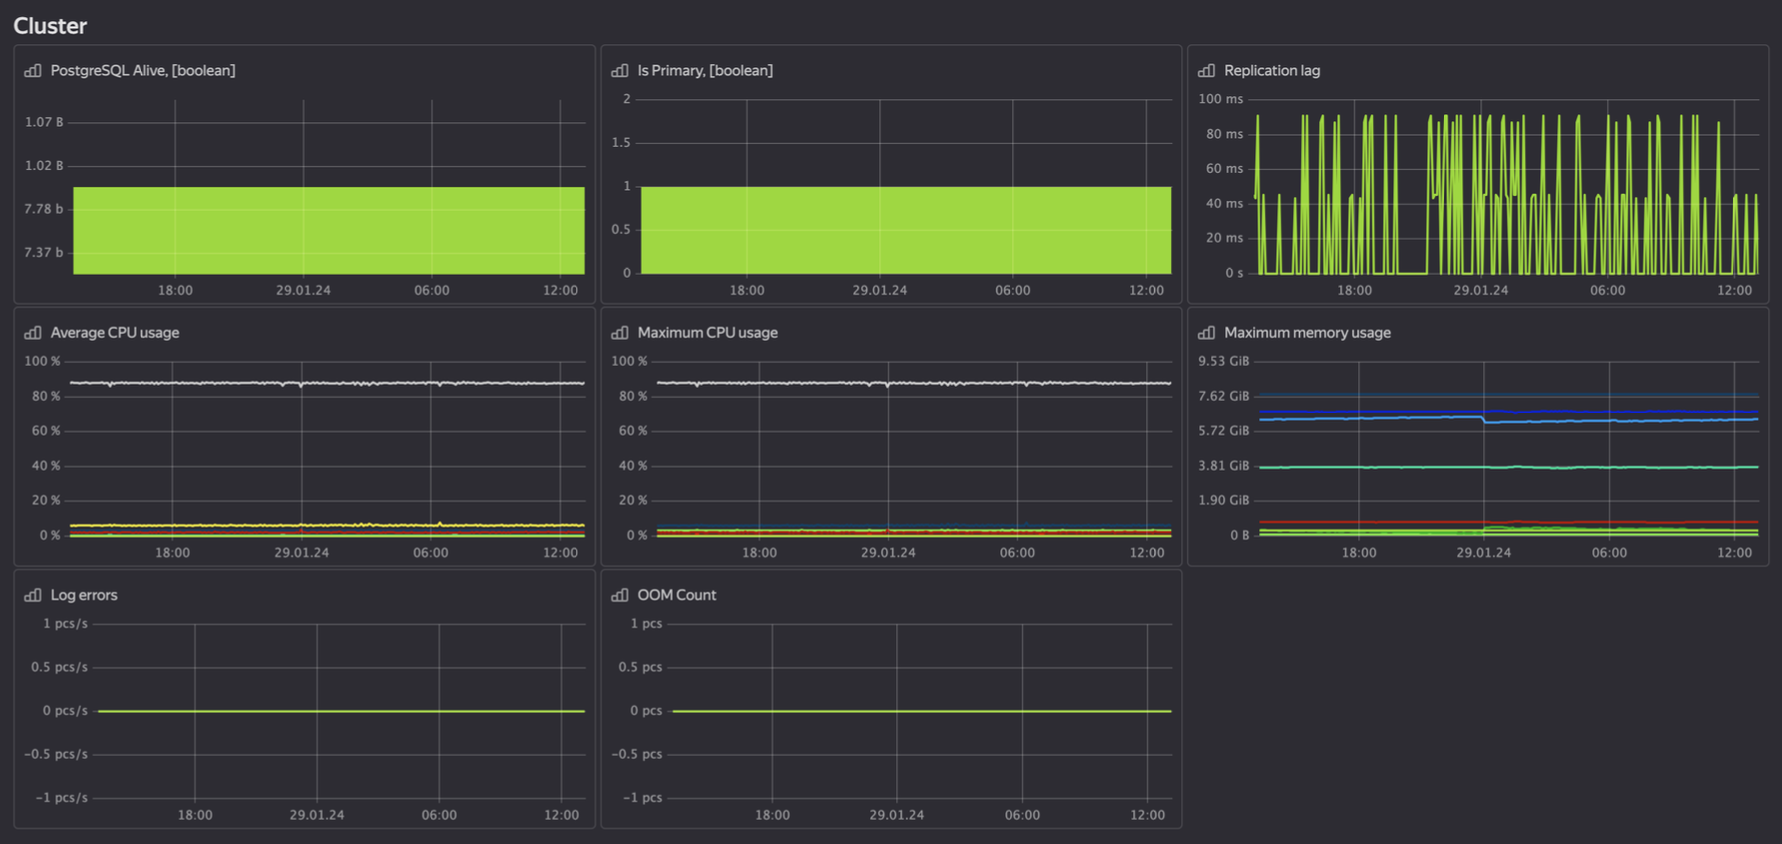 Cluster
PostgreSQL Alive, [boolean]
1.07 B
1.02 B
7.78 b
7.37 b
18:00 29.01.24 06:00 12:00
Is Primary, [boolean]
2
1.5
1
0.5
0
18:00 29.01.24 06:00 12:00
Replication lag
100 ms
80 ms
60 ms
40 ms
20 ms
0 s
18:00 29.01.24 06:00 12:00
Average CPU usage
100 %
80 %
60 %
40 %
20 %
0 %
18:00 29.01.24 06:00 12:00
Maximum CPU usage
100 %
80 %
60 %
40 %
20 %
0 %
18:00 29.01.24 06:00 12:00
Maximum memory usage
9.53 GiB
7.62 GiB
5.72 GiB
3.81 GiB
1.90 GiB
0 B
18:00 29.01.24 06:00 12:00
Log errors
1 pcs/s
0.5 pcs/s
0 pcs/s
−0.5 pcs/s
−1 pcs/s
18:00 29.01.24 06:00 12:00
OOM Count
1 pcs
0.5 pcs
0 pcs
−0.5 pcs
−1 pcs
18:00 29.01.24 06:00 12:00